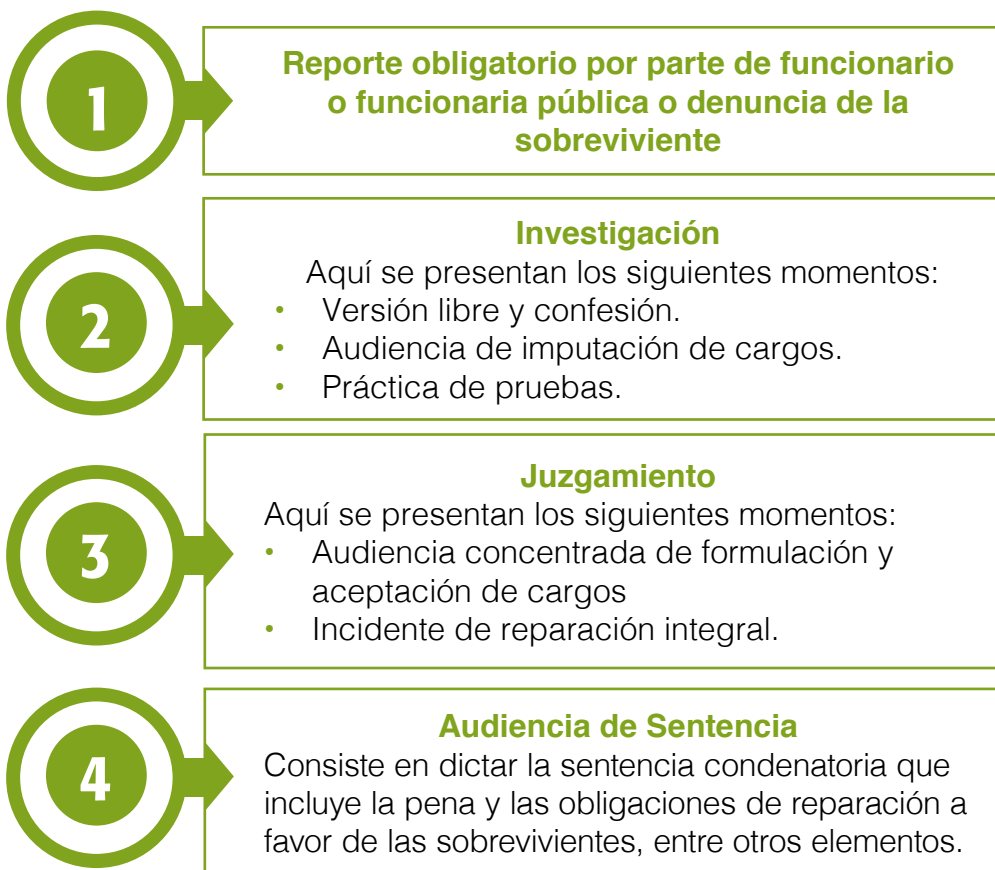 1
Reporte obligatorio por parte de funcionario
o funcionaria pública o denuncia de la
sobreviviente
2
Investigación
Aquí se presentan los siguientes momentos:
• Versión libre y confesión.
• Audiencia de imputación de cargos.
• Práctica de pruebas.
3
Juzgamiento
Aquí se presentan los siguientes momentos:
• Audiencia concentrada de formulación y
aceptación de cargos
• Incidente de reparación integral.
4
Audiencia de Sentencia
Consiste en dictar la sentencia condenatoria que
incluye la pena y las obligaciones de reparación a
favor de las sobrevivientes, entre otros elementos.